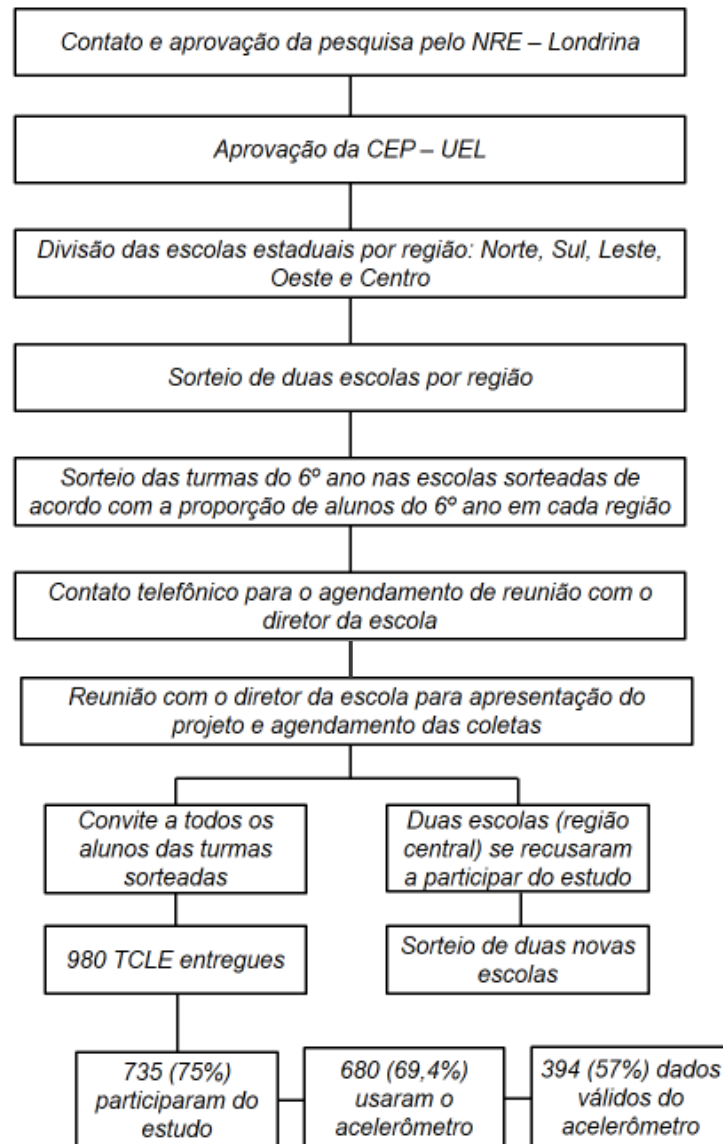 Contato e aprovação da pesquisa pelo NRE – Londrina
Aprovação da CEP – UEL
Divisão das escolas estaduais por região: Norte, Sul, Leste,
Oeste e Centro
Sorteio de duas escolas por região
Sorteio das turmas do 6º ano nas escolas sorteadas de
acordo com a proporção de alunos do 6º ano em cada região
Contato telefônico para o agendamento de reunião com o
diretor da escola
Reunião com o diretor da escola para apresentação do
projeto e agendamento das coletas
Convite a todos os
alunos das turmas
sorteadas
Duas escolas (região
central) se recusaram
a participar do estudo
980 TCLE entregues
Sorteio de duas novas
escolas
735 (75%)
participaram do
estudo
680 (69,4%)
usaram o
acelerômetro
394 (57%) dados
válidos do
acelerômetro